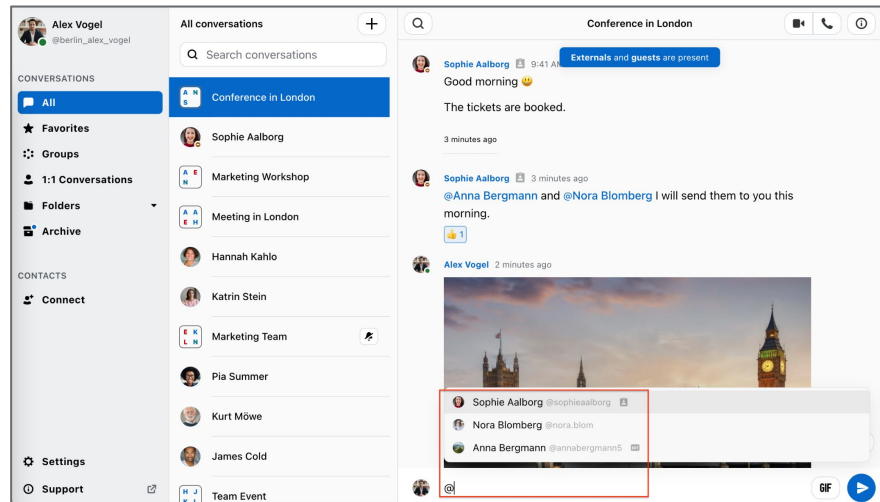 Alex Vogel
@berlin_alex_vogel
CONVERSATIONS
All
Favorites
Groups
1:1 Conversations
Folders
Archive
CONTACTS
Connect
Settings
Support
All conversations
Search conversations
A N
S
Conference in London
Sophie Aalborg
A E
N
Marketing Workshop
A A
E H
Meeting in London
Hannah Kahlo
Katrin Stein
E K
L N
Marketing Team
Pia Summer
Kurt Möwe
James Cold
H J
Team Event
Conference in London
Externals and guests are present
Sophie Aalborg 9:41
Good morning 😃
The tickets are booked.
3 minutes ago
Sophie Aalborg 3 minutes ago
@Anna Bergmann and @Nora Blomberg I will send them to you this
morning.
👍 1
Alex Vogel 2 minutes ago
Sophie Aalborg @sophieaalborg
Nora Blomberg @nora.blom
Anna Bergmann @annabergmann5
@
GIF